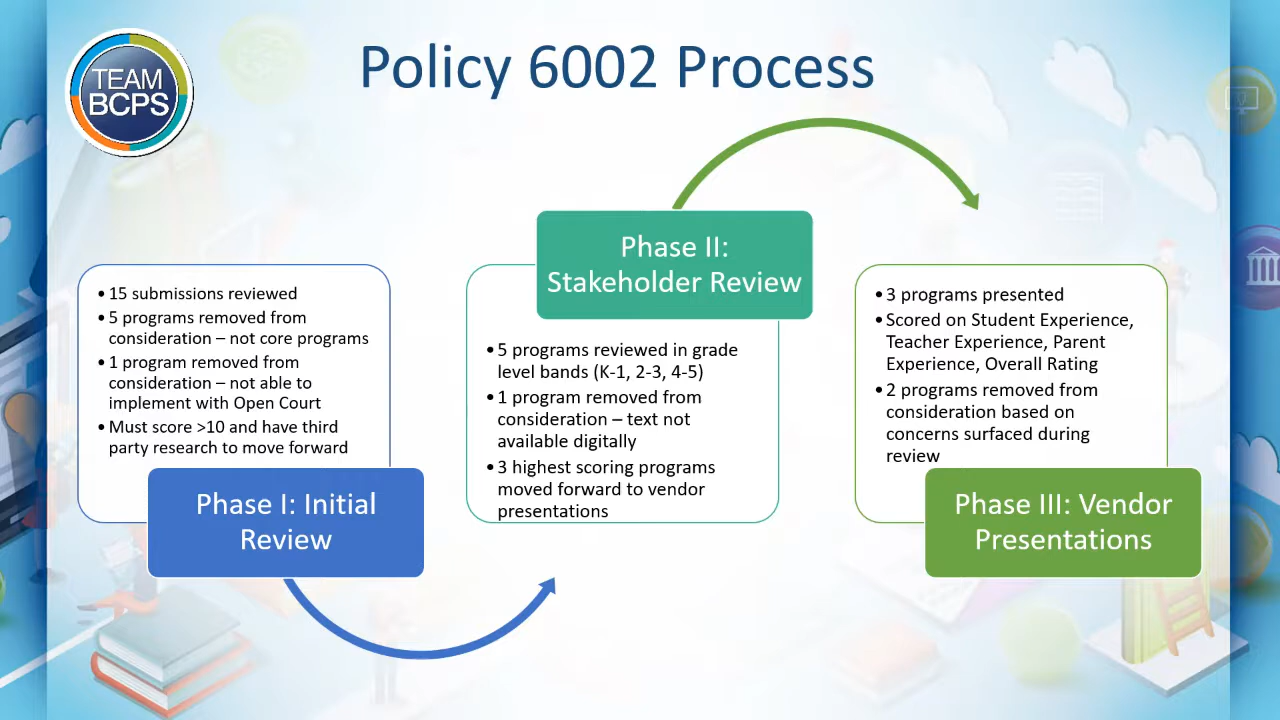 TEAM
BCPS
Policy 6002 Process
• 15 submissions reviewed
• 5 programs removed from
consideration – not core programs
• 1 program removed from
consideration – not able to
implement with Open Court
• Must score >10 and have third
party research to move forward
Phase I: Initial
Review
Phase II:
Stakeholder Review
• 5 programs reviewed in grade
level bands (K-1, 2-3, 4-5)
• 1 program removed from
consideration – text not
available digitally
• 3 highest scoring programs
moved forward to vendor
presentations
• 3 programs presented
• Scored on Student Experience,
Teacher Experience, Parent
Experience, Overall Rating
• 2 programs removed from
consideration based on
concerns surfaced during
review
Phase III: Vendor
Presentations